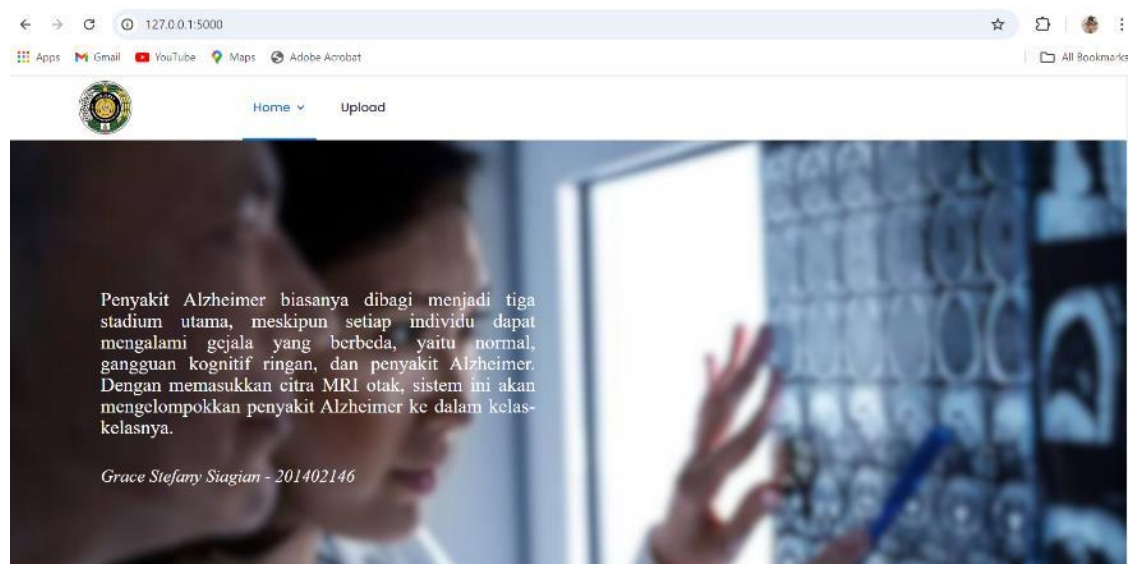 127.0.0.1:5000
Apps Gmail YouTube Maps Adobe Acrobat All Bookmarks
Home Upload
Penyakit Alzheimer biasanya dibagi menjadi tiga
stadium utama, meskipun setiap individu dapat
mengalami gejala yang berbeda, yaitu normal,
gangguan kognitif ringan, dan penyakit Alzheimer.
Dengan memasukkan citra MRI otak, sistem ini akan
mengelompokkan penyakit Alzheimer ke dalam kelas-
kelasnya.
Grace Stefany Siagian - 201402146